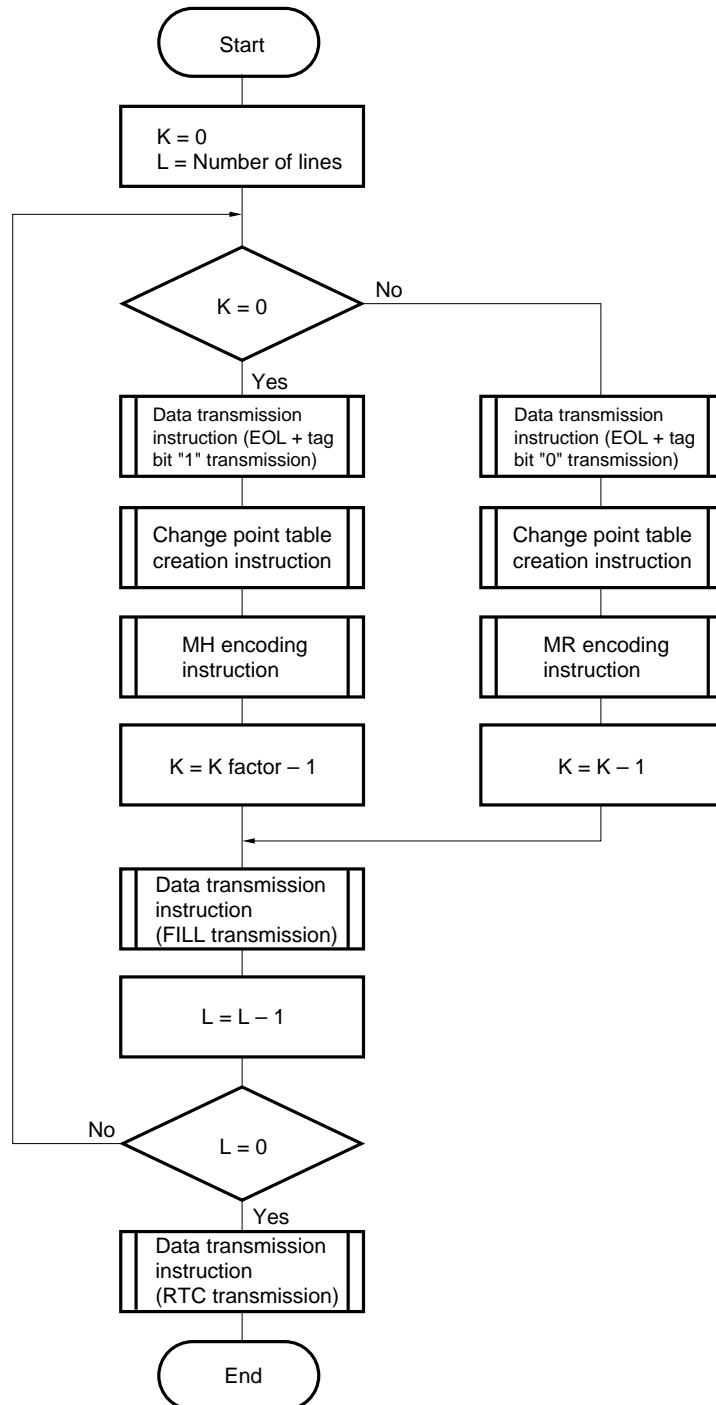 Start
K = 0
L = Number of lines
K = 0
No
Yes
Data transmission
instruction (EOL + tag
bit "1" transmission)
Data transmission
instruction (EOL + tag
bit "0" transmission)
Change point table
creation instruction
Change point table
creation instruction
MH encoding
instruction
MR encoding
instruction
K = K factor – 1
K = K – 1
Data transmission
instruction
(FILL transmission)
L = L – 1
No
L = 0
Yes
Data transmission
instruction
(RTC transmission)
End